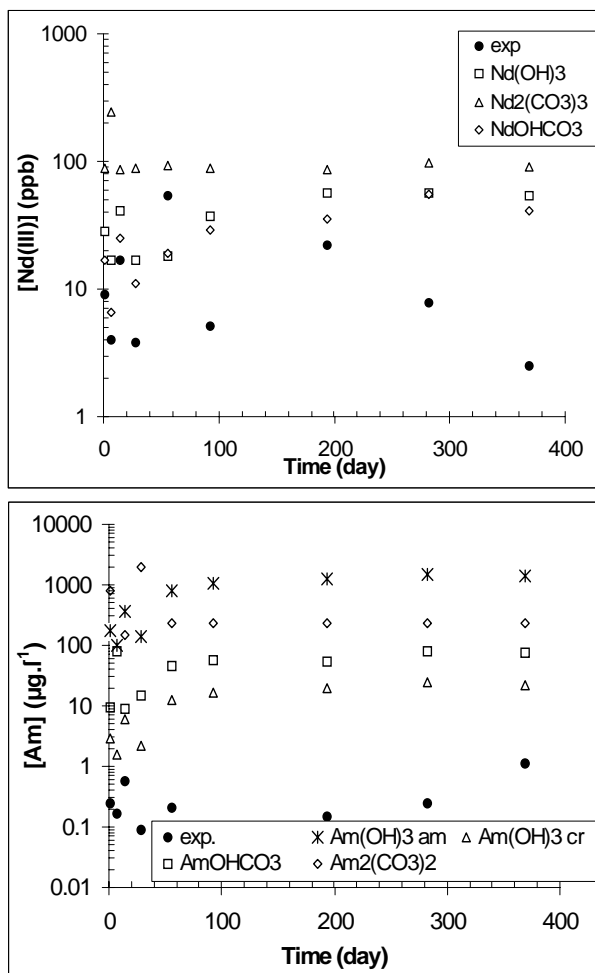 1000
100
10
1
[Nd(III)] (ppb)
exp
Nd(OH)3
Nd2(CO3)3
NdOHCO3
0 100 200 300 400
Time (day)
10000
1000
100
10
1
0.1
0.01
[Am] (µg.l⁻¹)
exp. Am(OH)3 am Am(OH)3 cr
AmOHCO3 Am2(CO3)2
0 100 200 300 400
Time (day)